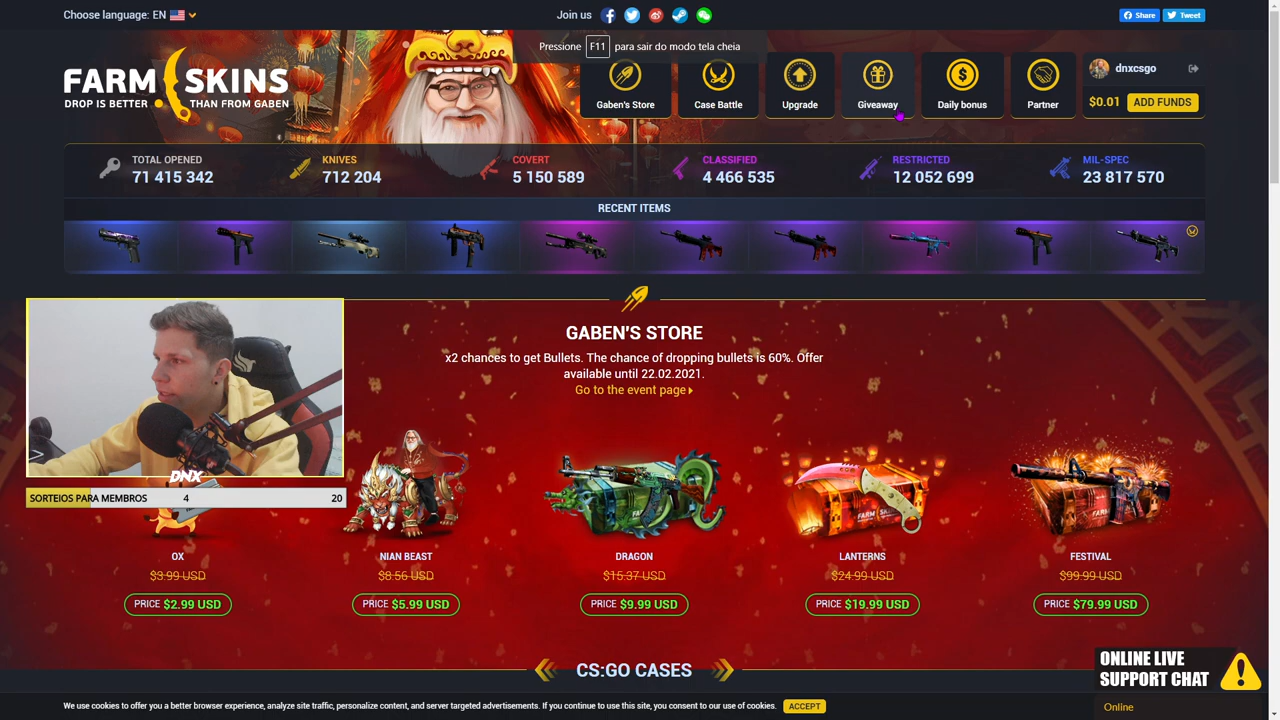 Choose language: EN
Join us
Share
Tweet
Pressione F11 para sair do modo tela cheia
FARM SKINS
DROP IS BETTER THAN FROM GABEN
Gaben's Store
Case Battle
Upgrade
Giveaway
Daily bonus
Partner
dnxcsgo
$0.01 ADD FUNDS
TOTAL OPENED
71 415 342
KNIVES
712 204
COVERT
5 150 589
CLASSIFIED
4 466 535
RESTRICTED
12 052 699
MIL-SPEC
23 817 570
RECENT ITEMS
GABEN'S STORE
x2 chances to get Bullets. The chance of dropping bullets is 60%. Offer
available until 22.02.2021.
Go to the event page
DNX
SORTEIOS PARA MEMBROS 4 20
OX
$3.99 USD
PRICE $2.99 USD
NIAN BEAST
$8.56 USD
PRICE $5.99 USD
DRAGON
$15.37 USD
PRICE $9.99 USD
LANTERNS
$24.99 USD
PRICE $19.99 USD
FESTIVAL
$99.99 USD
PRICE $79.99 USD
CS:GO CASES
ONLINE LIVE
SUPPORT CHAT
Online
We use cookies to offer you a better browser experience, analyze site traffic, personalize content, and server targeted advertisements. If you continue to use this site, you consent to our use of cookies.
ACCEPT